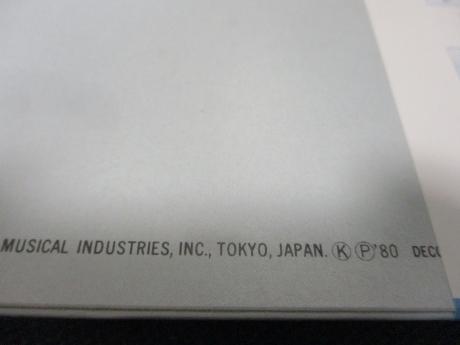 MUSICAL INDUSTRIES, INC., TOKYO, JAPAN. Ⓚ Ⓟ'80